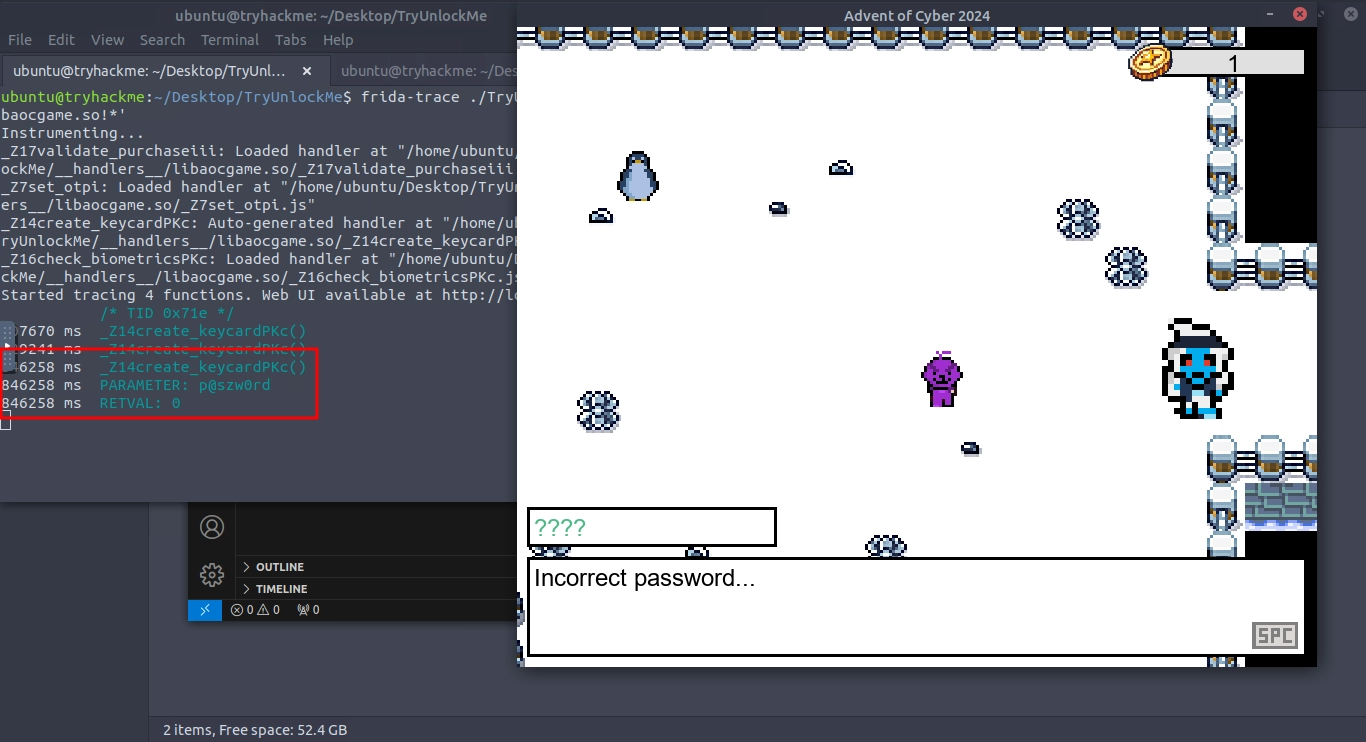 ubuntu@tryhackme: ~/Desktop/TryUnlockMe
File Edit View Search Terminal Tabs Help
ubuntu@tryhackme: ~/Desktop/TryUnl... ×
ubuntu@tryhackme: ~/Des
ubuntu@tryhackme:~/Desktop/TryUnlockMe$ frida-trace ./TryU
baocgame.so!*'
Instrumenting...
_Z17validate_purchaseiii: Loaded handler at "/home/ubuntu/
ockMe/__handlers__/libaocgame.so/_Z17validate_purchaseiii
_Z7set_otpi: Loaded handler at "/home/ubuntu/Desktop/TryU
ers__/libaocgame.so/_Z7set_otpi.js"
_Z14create_keycardPKc: Auto-generated handler at "/home/u
ryUnlockMe/__handlers__/libaocgame.so/_Z14create_keycardPK
_Z16check_biometricsPKc: Loaded handler at "/home/ubuntu/D
ckMe/__handlers__/libaocgame.so/_Z16check_biometricsPKc.js
Started tracing 4 functions. Web UI available at http://lo
/* TID 0x71e */
7670 ms _Z14create_keycardPKc()
9241 ms _Z14create_keycardPKc()
46258 ms _Z14create_keycardPKc()
846258 ms PARAMETER: p@szw0rd
846258 ms RETVAL: 0
OUTLINE
TIMELINE
0 0 0
2 items, Free space: 52.4 GB
Advent of Cyber 2024
1
????
Incorrect password...
SPC